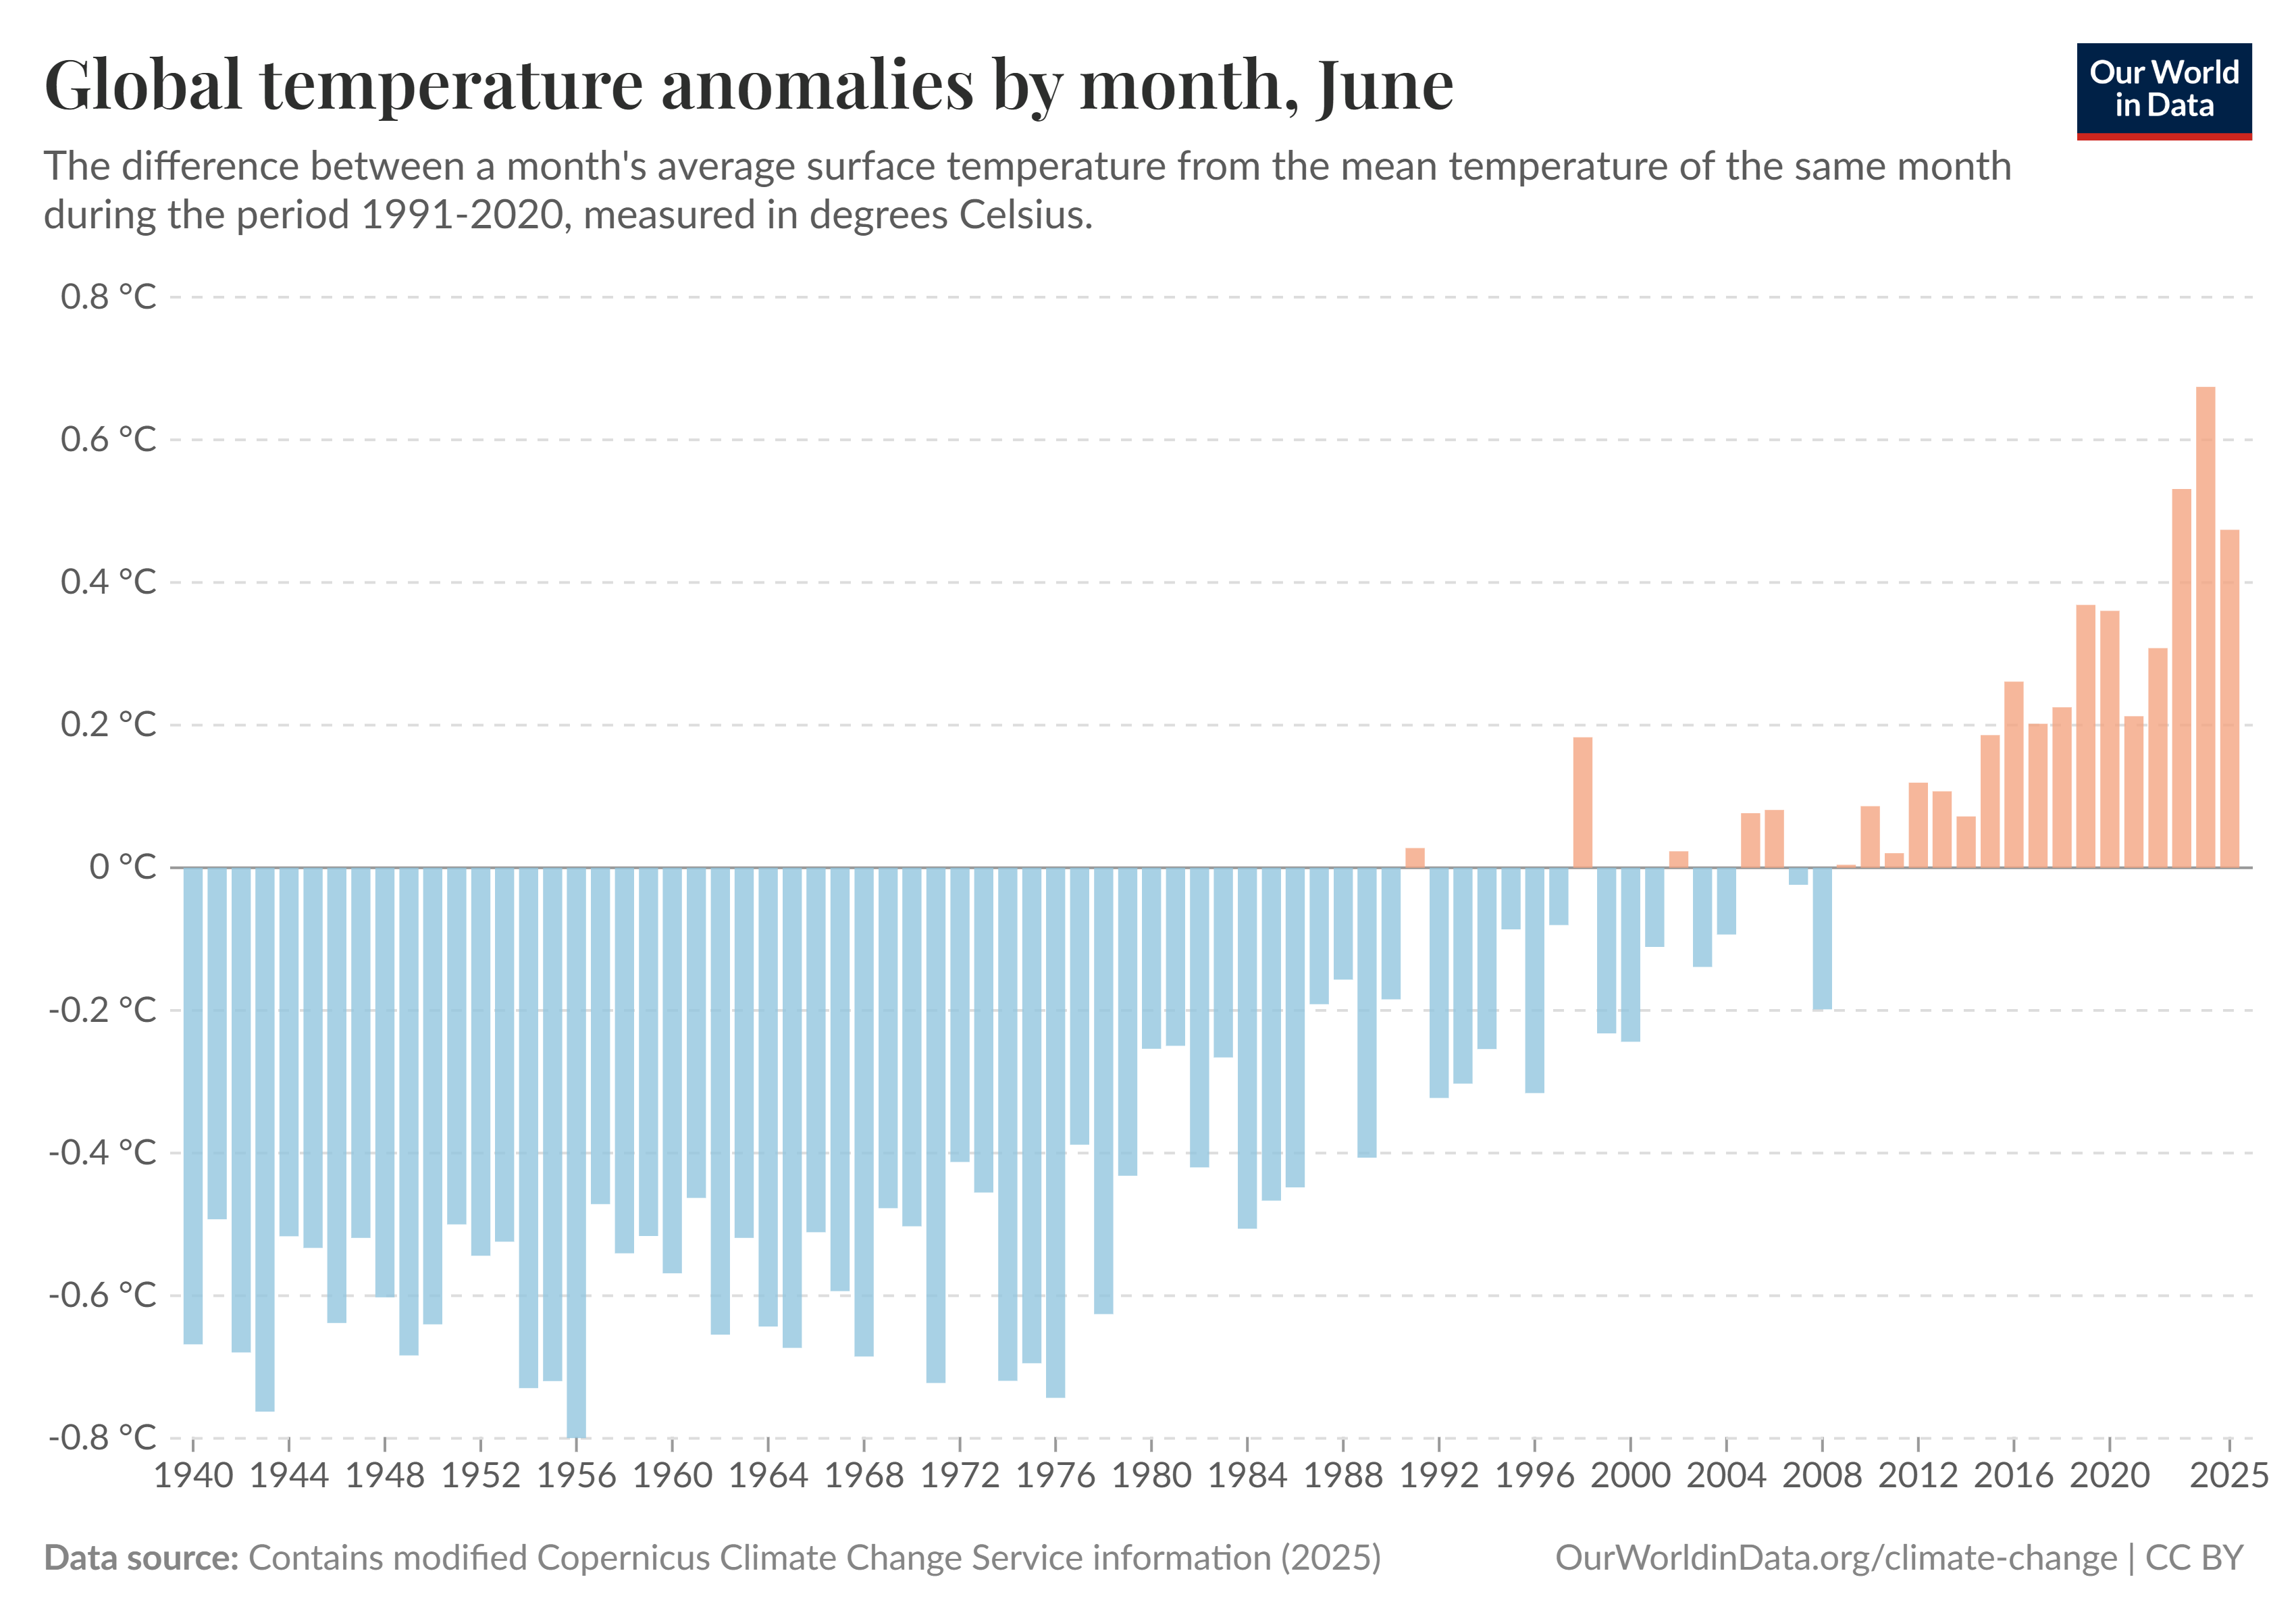 Global temperature anomalies by month, June
Our World
in Data
The difference between a month's average surface temperature from the mean temperature of the same month
during the period 1991-2020, measured in degrees Celsius.
0.8 °C
0.6 °C
0.4 °C
0.2 °C
0 °C
-0.2 °C
-0.4 °C
-0.6 °C
-0.8 °C
1940 1944 1948 1952 1956 1960 1964 1968 1972 1976 1980 1984 1988 1992 1996 2000 2004 2008 2012 2016 2020 2025
Data source: Contains modified Copernicus Climate Change Service information (2025)
OurWorldinData.org/climate-change | CC BY